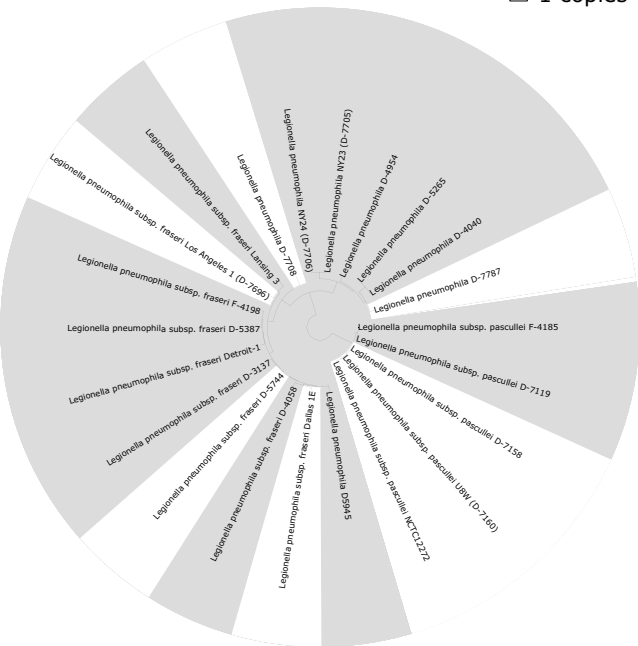 1 copies
Legionella pneumophila NY24 (D-7706)
Legionella pneumophila NY23 (D-7705)
Legionella pneumophila D-4954
Legionella pneumophila D-5265
Legionella pneumophila D-4040
Legionella pneumophila D-7787
Legionella pneumophila subsp. pascullei F-4185
Legionella pneumophila subsp. pascullei D-7119
Legionella pneumophila subsp. pascullei D-7158
Legionella pneumophila subsp. pascullei U8W (D-7160)
Legionella pneumophila subsp. pascullei NCTC12272
Legionella pneumophila D5945
Legionella pneumophila subsp. fraseri Dallas 1E
Legionella pneumophila subsp. fraseri D-4058
Legionella pneumophila subsp. fraseri D-5744
Legionella pneumophila subsp. fraseri D-3137
Legionella pneumophila subsp. fraseri Detroit-1
Legionella pneumophila subsp. fraseri D-5387
Legionella pneumophila subsp. fraseri F-4198
Legionella pneumophila subsp. fraseri Los Angeles 1 (D-7696)
Legionella pneumophila subsp. fraseri Lansing 3
Legionella pneumophila D-7708